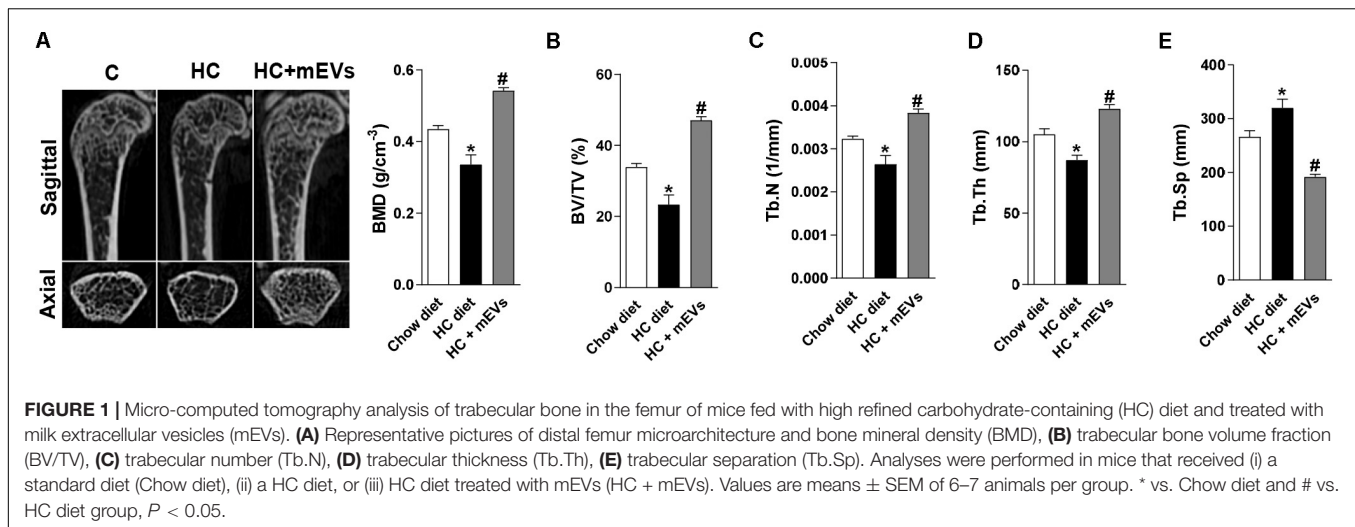 A
C HC HC+mEVs
Sagittal
Axial
BMD (g/cm⁻³)
0.6
0.4
0.2
0.0
*
#
Chow diet
HC diet
HC + mEVs
B
BV/TV (%)
60
40
20
0
*
#
Chow diet
HC diet
HC + mEVs
C
Tb.N (1/mm)
0.005
0.004
0.003
0.002
0.001
0.000
*
#
Chow diet
HC diet
HC + mEVs
D
Tb.Th (mm)
150
100
50
0
*
#
Chow diet
HC diet
HC + mEVs
E
Tb.Sp (mm)
400
300
200
100
0
*
#
Chow diet
HC diet
HC + mEVs
FIGURE 1 | Micro-computed tomography analysis of trabecular bone in the femur of mice fed with high refined carbohydrate-containing (HC) diet and treated with
milk extracellular vesicles (mEVs). (A) Representative pictures of distal femur microarchitecture and bone mineral density (BMD), (B) trabecular bone volume fraction
(BV/TV), (C) trabecular number (Tb.N), (D) trabecular thickness (Tb.Th), (E) trabecular separation (Tb.Sp). Analyses were performed in mice that received (i) a
standard diet (Chow diet), (ii) a HC diet, or (iii) HC diet treated with mEVs (HC + mEVs). Values are means ± SEM of 6–7 animals per group. * vs. Chow diet and # vs.
HC diet group, P < 0.05.